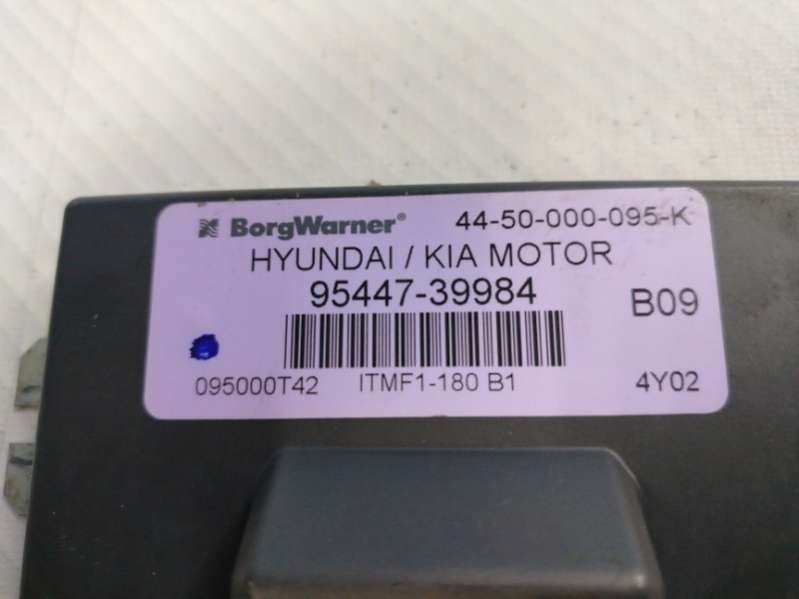 BorgWarner® 44-50-000-095-K
HYUNDAI / KIA MOTOR
95447-39984 B09
095000T42 ITMF1-180 B1 4Y02